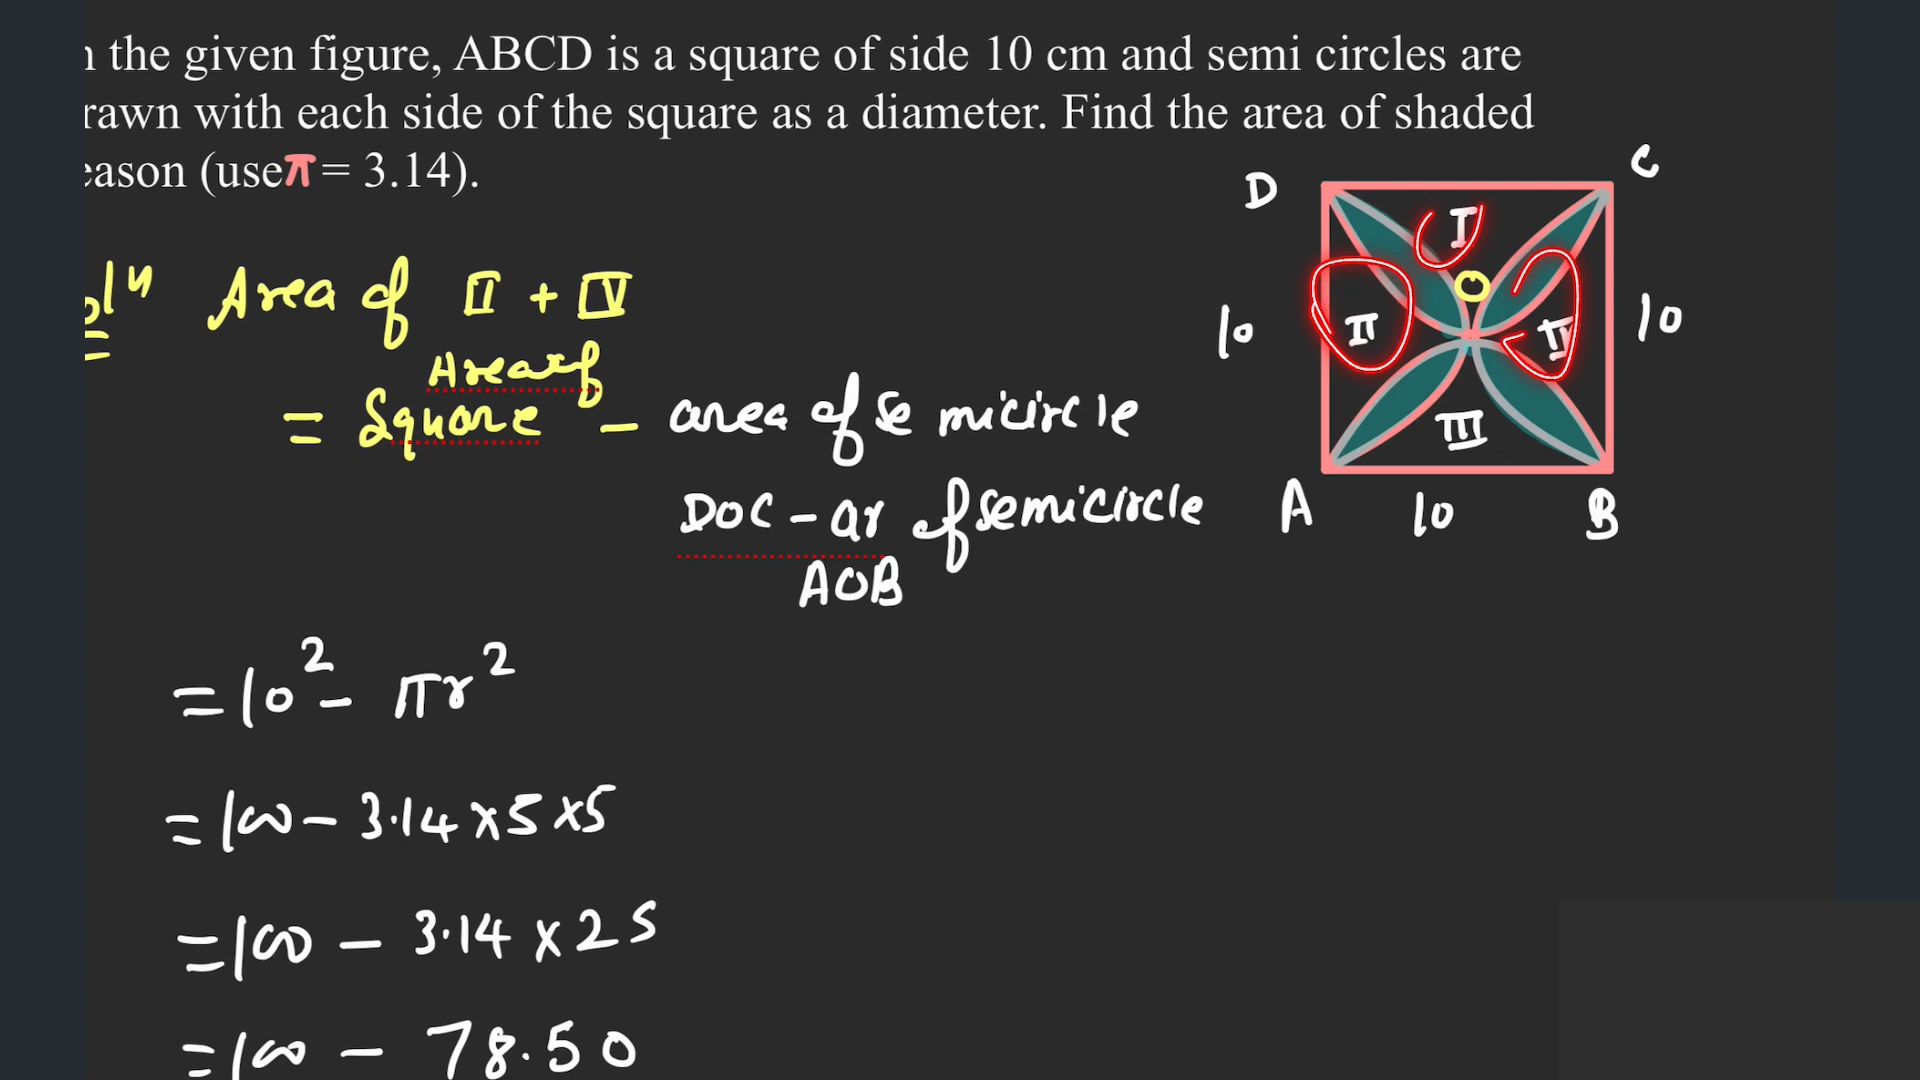 n the given figure, ABCD is a square of side 10 cm and semi circles are
rawn with each side of the square as a diameter. Find the area of shaded
eason (use π = 3.14).
D
C
I
O
10
II
IV
10
III
A
10
B
oln Area of II + IV
Area of
= Square – area of semicircle
DOC – ar of semicircle
AOB
= 10² – πr²
= 100 – 3.14 x 5 x 5
= 100 – 3.14 x 25
= 100 – 78.50